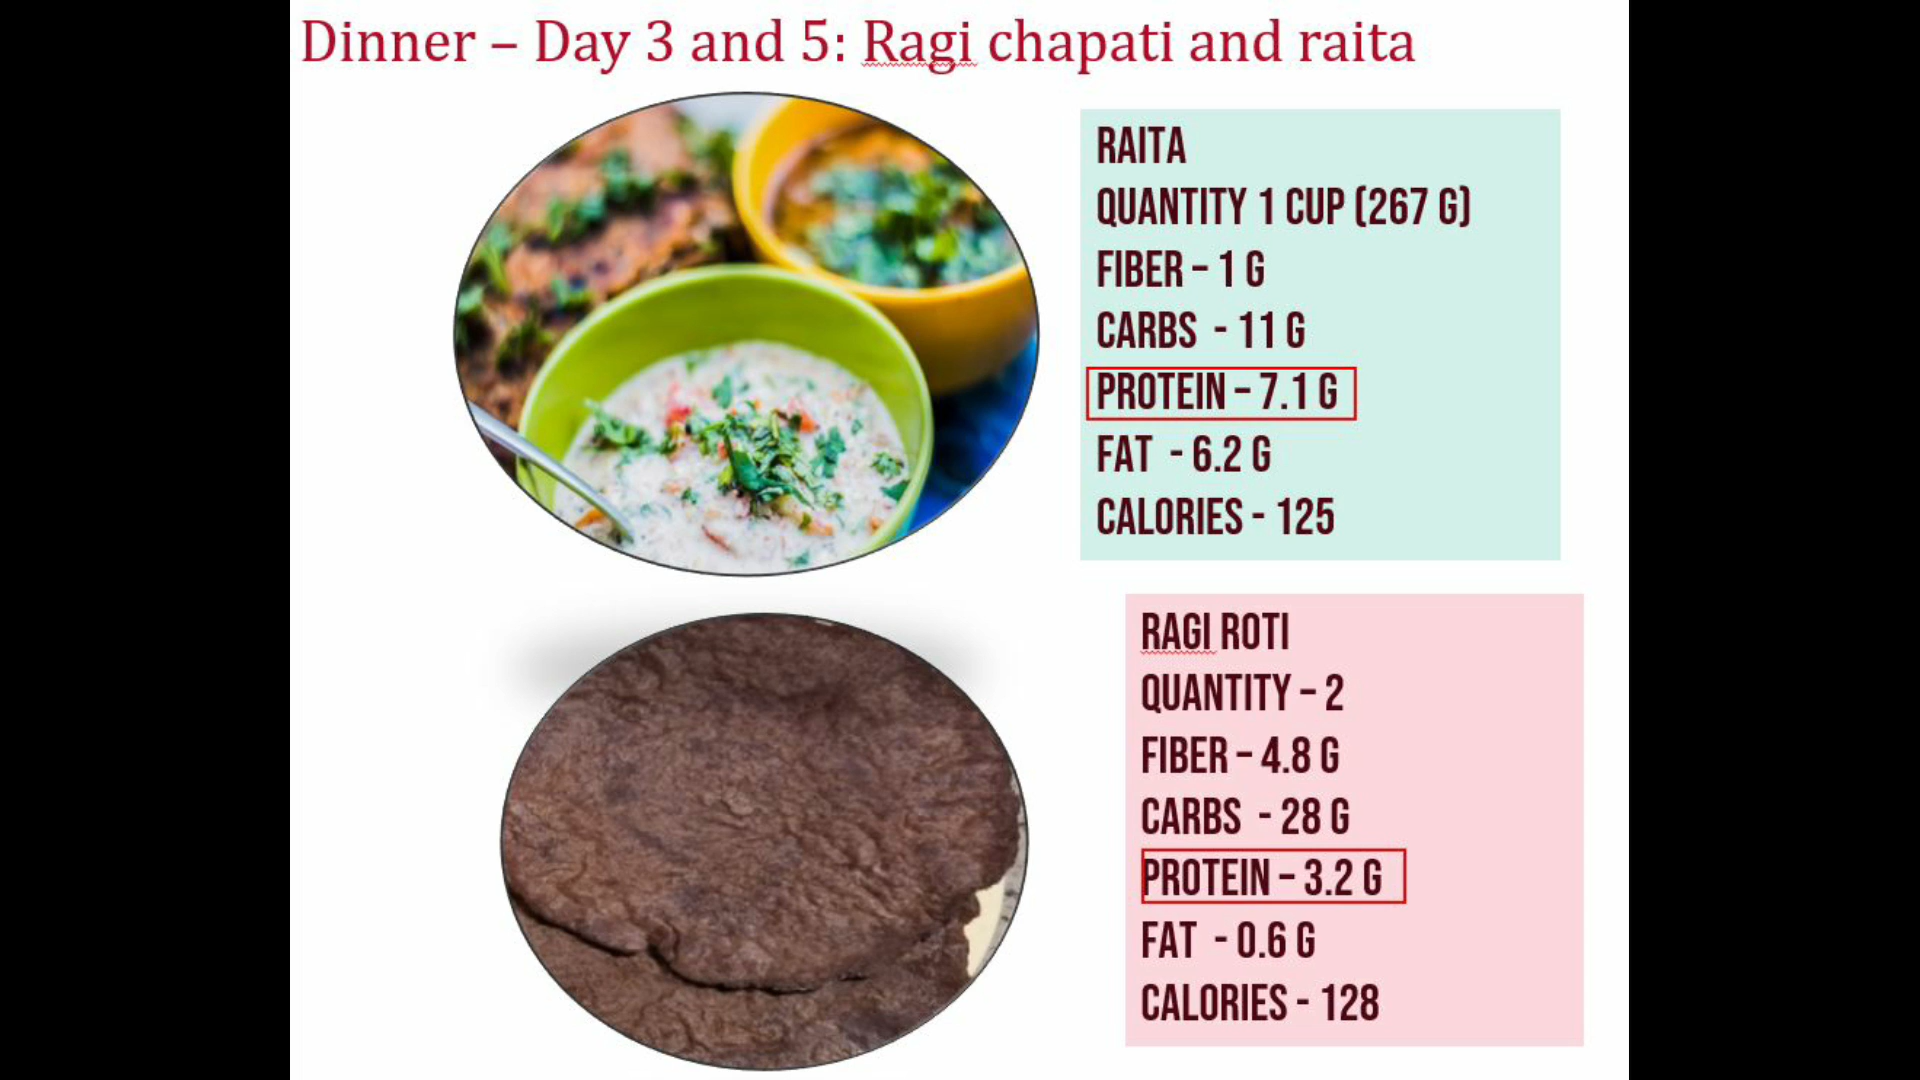 Dinner – Day 3 and 5: Ragi chapati and raita
RAITA
QUANTITY 1 CUP (267 G)
FIBER – 1 G
CARBS - 11 G
PROTEIN – 7.1 G
FAT - 6.2 G
CALORIES - 125
RAGI ROTI
QUANTITY – 2
FIBER – 4.8 G
CARBS - 28 G
PROTEIN – 3.2 G
FAT - 0.6 G
CALORIES - 128